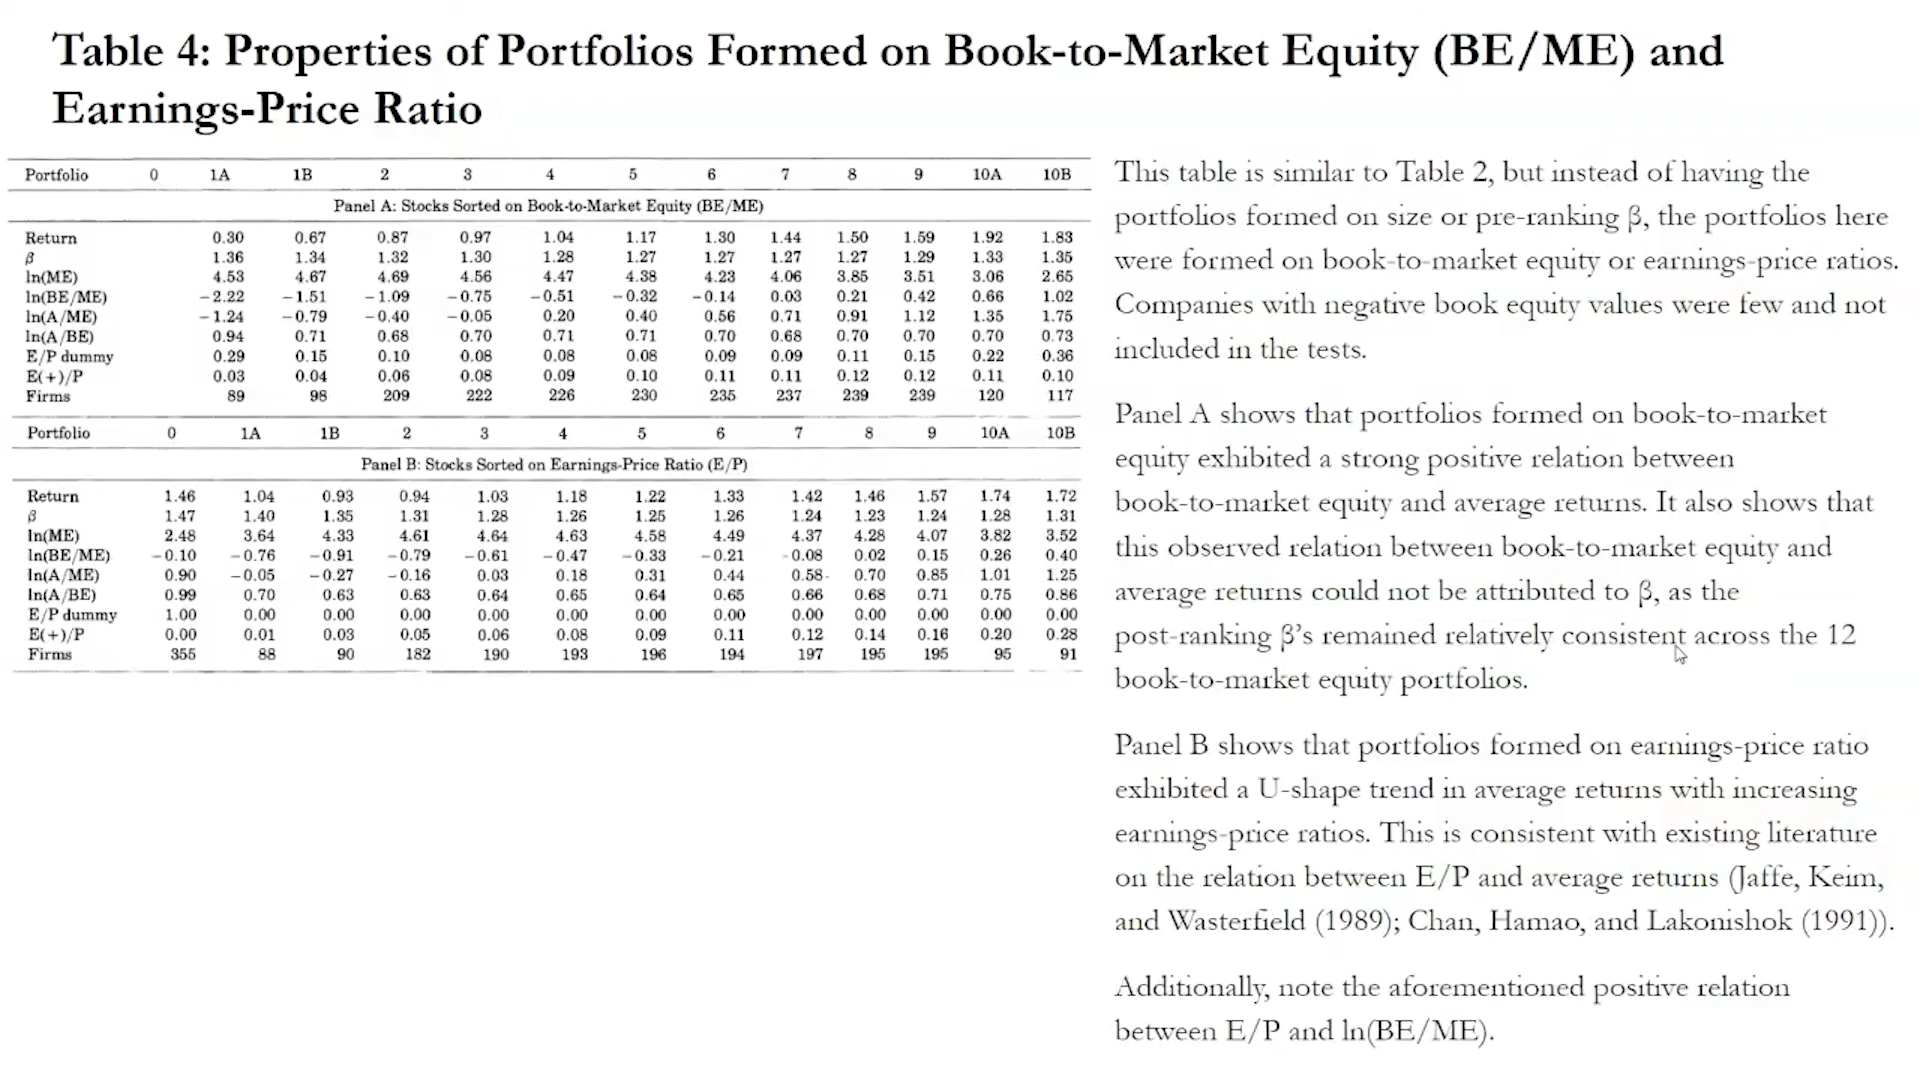 Table 4: Properties of Portfolios Formed on Book-to-Market Equity (BE/ME) and
Earnings-Price Ratio
Portfolio 0 1A 1B 2 3 4 5 6 7 8 9 10A 10B
Panel A: Stocks Sorted on Book-to-Market Equity (BE/ME)
Return 0.30 0.67 0.87 0.97 1.04 1.17 1.30 1.44 1.50 1.59 1.92 1.83
β 1.36 1.34 1.32 1.30 1.28 1.27 1.27 1.27 1.27 1.29 1.33 1.35
ln(ME) 4.53 4.67 4.69 4.56 4.47 4.38 4.23 4.06 3.85 3.51 3.06 2.65
ln(BE/ME) −2.22 −1.51 −1.09 −0.75 −0.51 −0.32 −0.14 0.03 0.21 0.42 0.66 1.02
ln(A/ME) −1.24 −0.79 −0.40 −0.05 0.20 0.40 0.56 0.71 0.91 1.12 1.35 1.75
ln(A/BE) 0.94 0.71 0.68 0.70 0.71 0.71 0.70 0.68 0.70 0.70 0.70 0.73
E/P dummy 0.29 0.15 0.10 0.08 0.08 0.08 0.09 0.09 0.11 0.15 0.22 0.36
E(+)/P 0.03 0.04 0.06 0.08 0.09 0.10 0.11 0.11 0.12 0.12 0.11 0.10
Firms 89 98 209 222 226 230 235 237 239 239 120 117
Portfolio 0 1A 1B 2 3 4 5 6 7 8 9 10A 10B
Panel B: Stocks Sorted on Earnings-Price Ratio (E/P)
Return 1.46 1.04 0.93 0.94 1.03 1.18 1.22 1.33 1.42 1.46 1.57 1.74 1.72
β 1.47 1.40 1.35 1.31 1.28 1.26 1.25 1.26 1.24 1.23 1.24 1.28 1.31
ln(ME) 2.48 3.64 4.33 4.61 4.64 4.63 4.58 4.49 4.37 4.28 4.07 3.82 3.52
ln(BE/ME) −0.10 −0.76 −0.91 −0.79 −0.61 −0.47 −0.33 −0.21 −0.08 0.02 0.15 0.26 0.40
ln(A/ME) 0.90 −0.05 −0.27 −0.16 0.03 0.18 0.31 0.44 0.58 0.70 0.85 1.01 1.25
ln(A/BE) 0.99 0.70 0.63 0.63 0.64 0.65 0.64 0.65 0.66 0.68 0.71 0.75 0.86
E/P dummy 1.00 0.00 0.00 0.00 0.00 0.00 0.00 0.00 0.00 0.00 0.00 0.00 0.00
E(+)/P 0.00 0.01 0.03 0.05 0.06 0.08 0.09 0.11 0.12 0.14 0.16 0.20 0.28
Firms 355 88 90 182 190 193 196 194 197 195 195 95 91
This table is similar to Table 2, but instead of having the
portfolios formed on size or pre-ranking β, the portfolios here
were formed on book-to-market equity or earnings-price ratios.
Companies with negative book equity values were few and not
included in the tests.
Panel A shows that portfolios formed on book-to-market
equity exhibited a strong positive relation between
book-to-market equity and average returns. It also shows that
this observed relation between book-to-market equity and
average returns could not be attributed to β, as the
post-ranking β's remained relatively consistent across the 12
book-to-market equity portfolios.
Panel B shows that portfolios formed on earnings-price ratio
exhibited a U-shape trend in average returns with increasing
earnings-price ratios. This is consistent with existing literature
on the relation between E/P and average returns (Jaffe, Keim,
and Wasterfield (1989); Chan, Hamao, and Lakonishok (1991)).
Additionally, note the aforementioned positive relation
between E/P and ln(BE/ME).